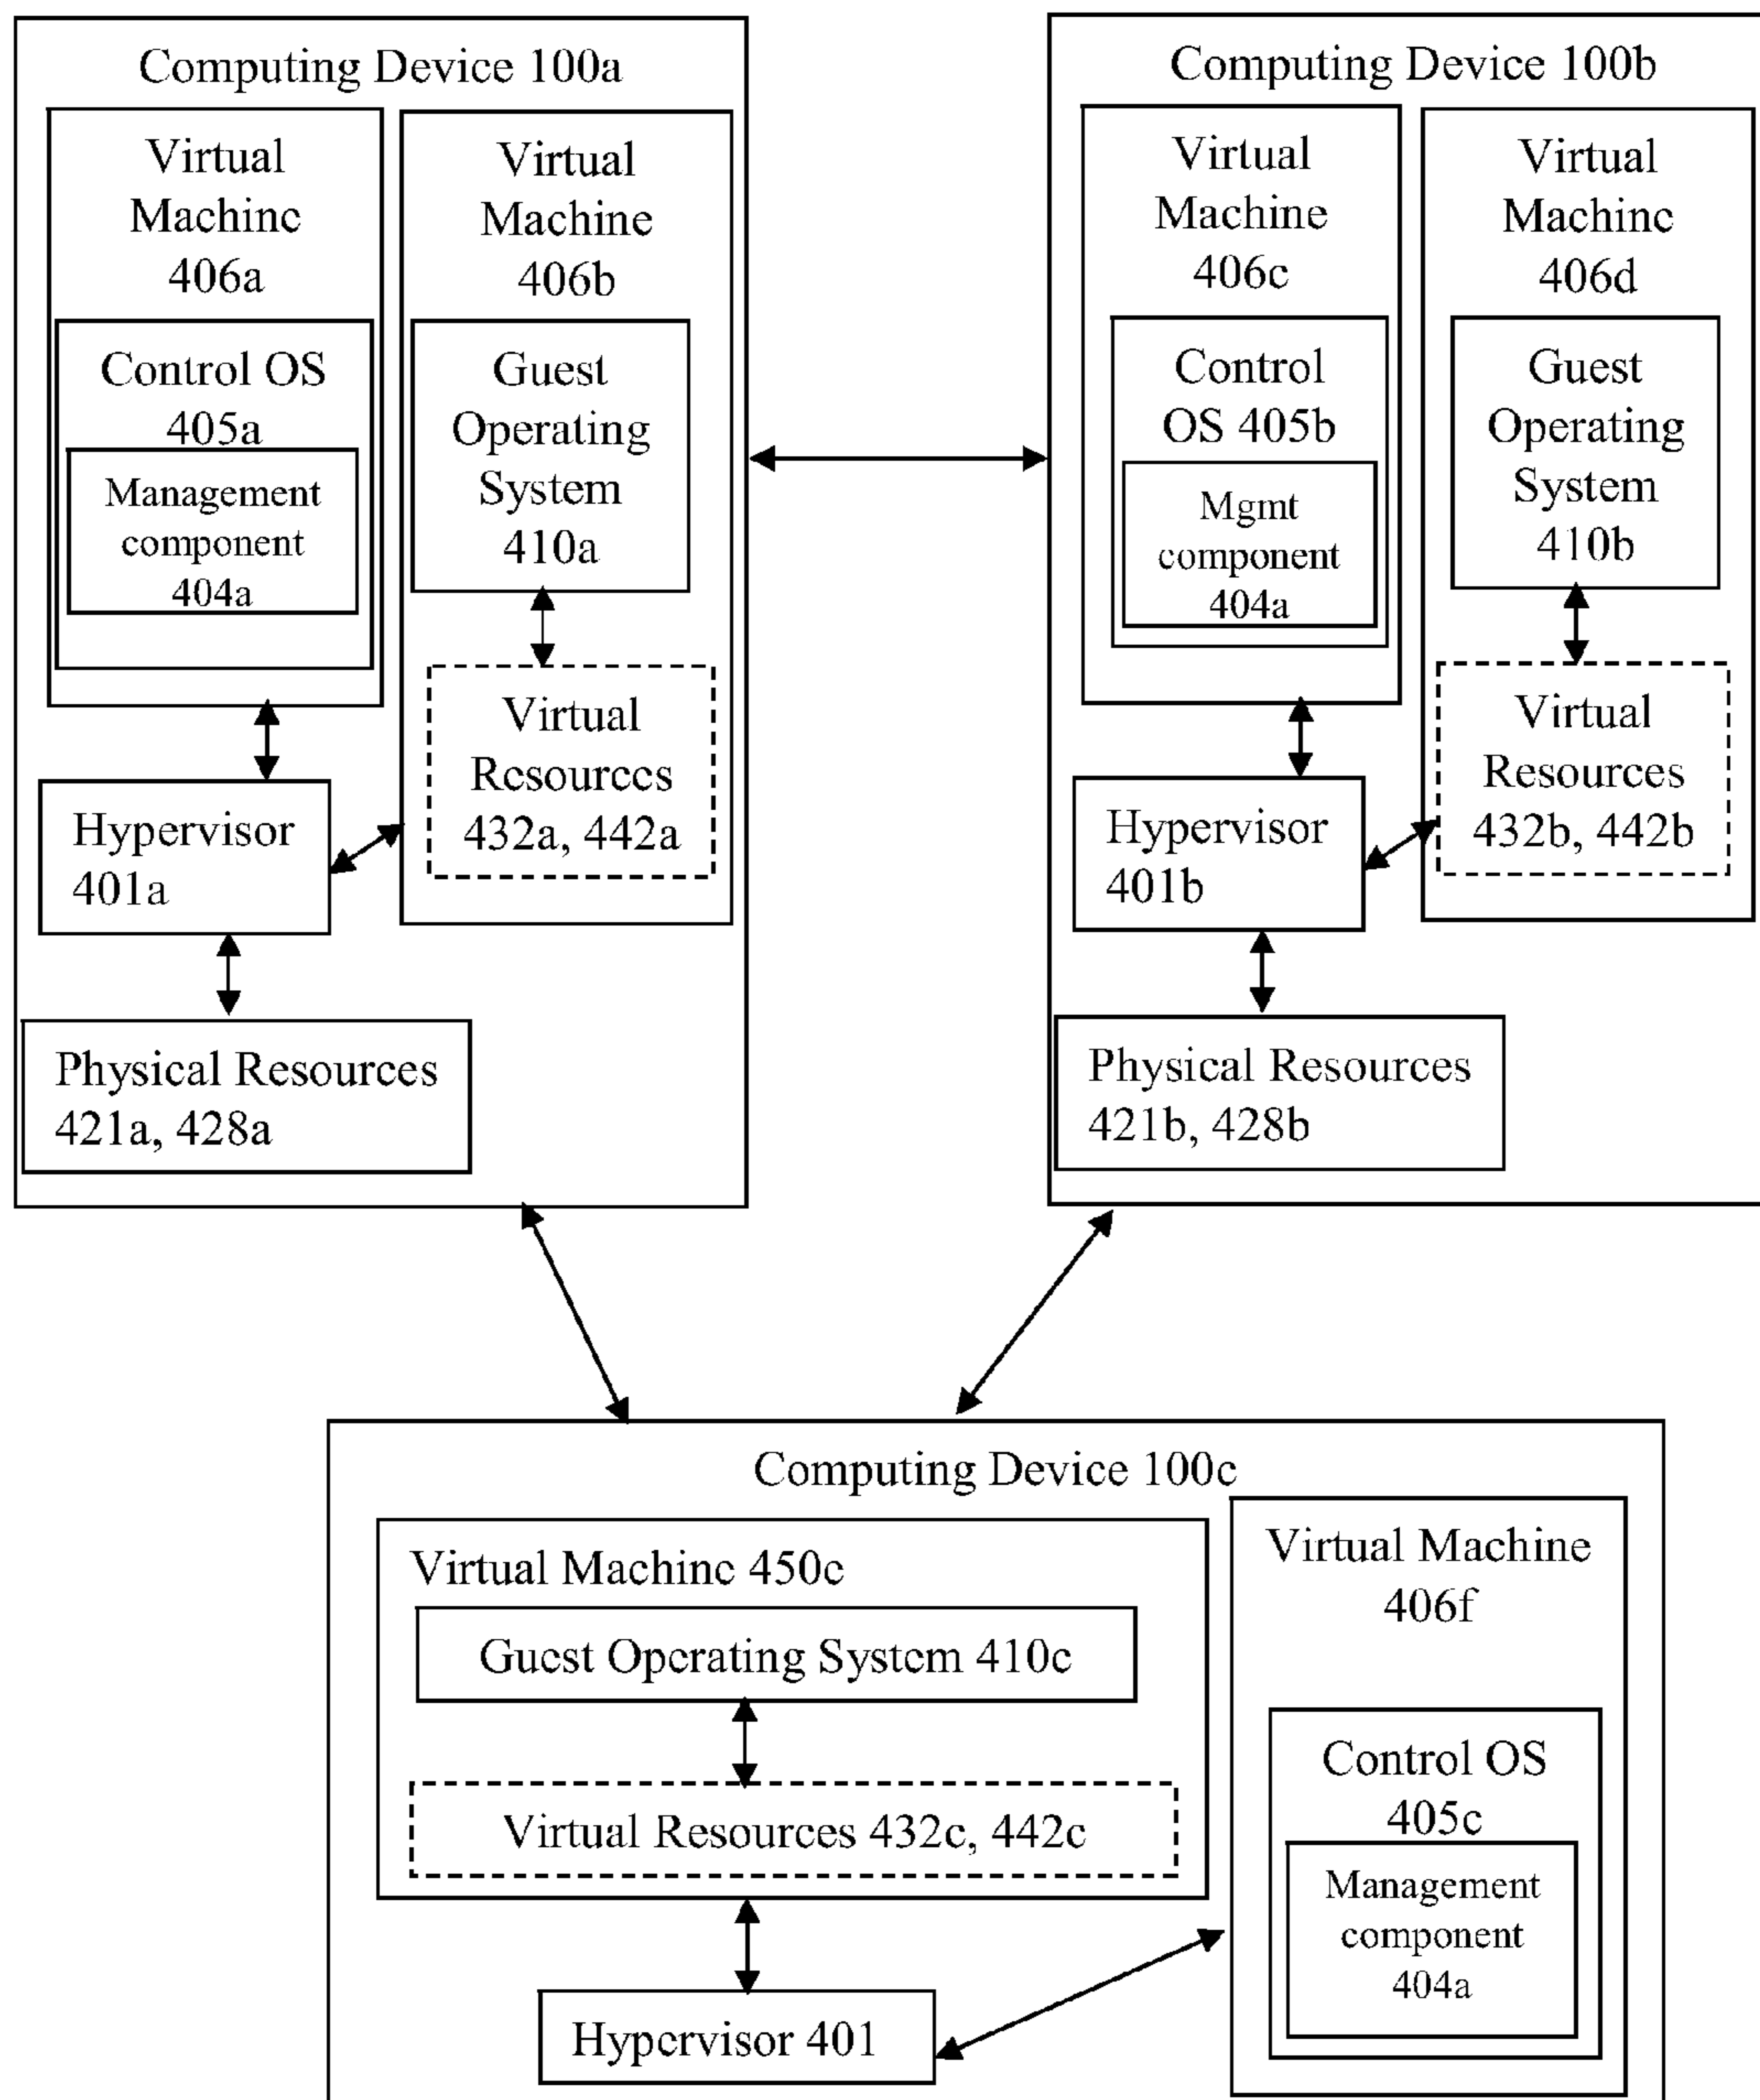 Computing Device 100a
Virtual
Machine
406a
Control OS
405a
Management
component
404a
Virtual
Machine
406b
Guest
Operating
System
410a
Virtual
Resources
432a, 442a
Hypervisor
401a
Physical Resources
421a, 428a
Computing Device 100b
Virtual
Machine
406c
Control
OS 405b
Mgmt
component
404a
Virtual
Machine
406d
Guest
Operating
System
410b
Virtual
Resources
432b, 442b
Hypervisor
401b
Physical Resources
421b, 428b
Computing Device 100c
Virtual Machine 450c
Guest Operating System 410c
Virtual Resources 432c, 442c
Hypervisor 401
Virtual Machine
406f
Control OS
405c
Management
component
404a